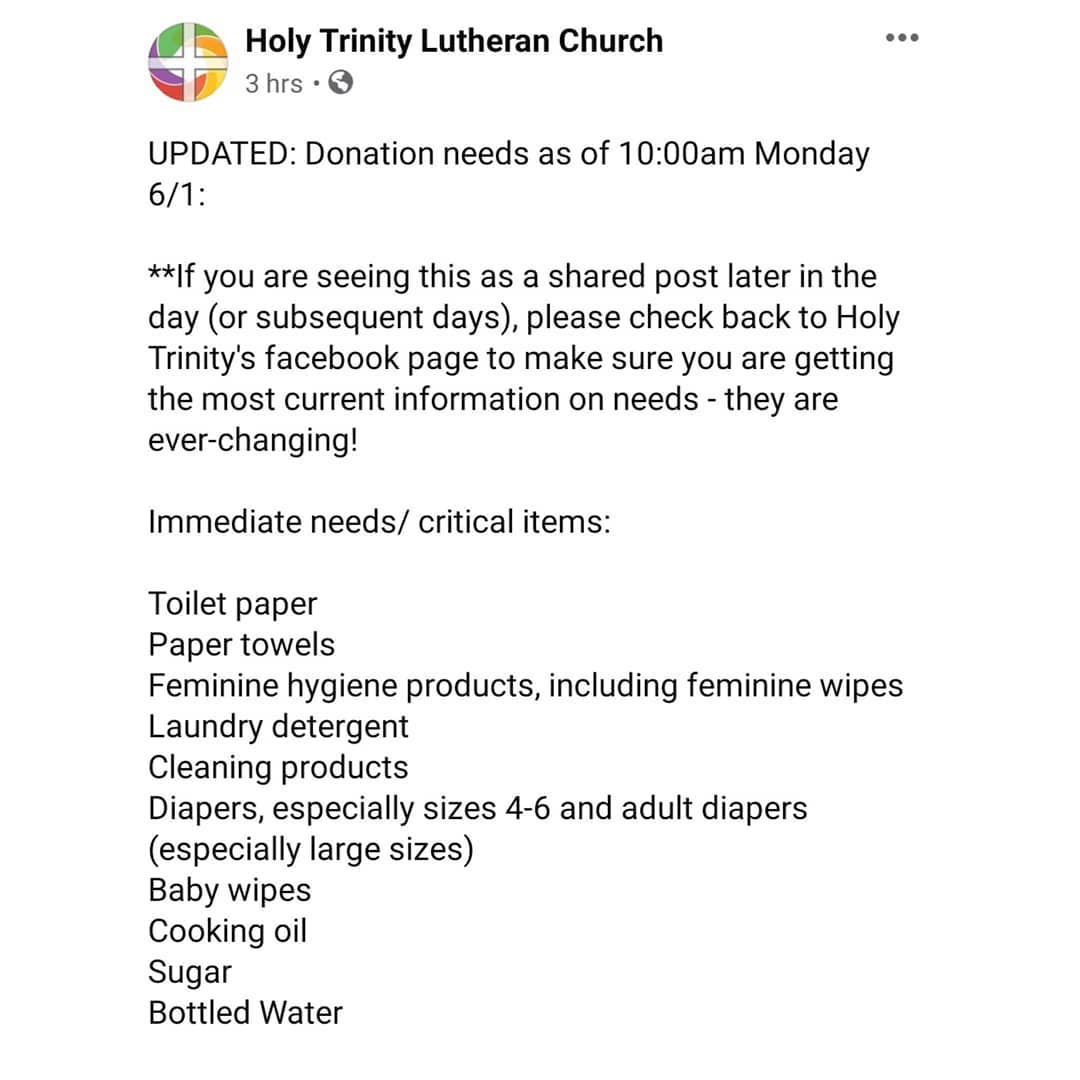 Holy Trinity Lutheran Church
3 hrs •
UPDATED: Donation needs as of 10:00am Monday
6/1:
**If you are seeing this as a shared post later in the
day (or subsequent days), please check back to Holy
Trinity's facebook page to make sure you are getting
the most current information on needs - they are
ever-changing!
Immediate needs/ critical items:
Toilet paper
Paper towels
Feminine hygiene products, including feminine wipes
Laundry detergent
Cleaning products
Diapers, especially sizes 4-6 and adult diapers
(especially large sizes)
Baby wipes
Cooking oil
Sugar
Bottled Water